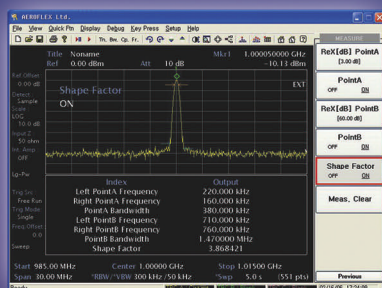 AEROFLEX Ltd.
File View Quick Fm Display Debug Key Press Setup Help
Title Noname
Mkr1 1.000050000 GHz
Ref 0.00 dBm Att 10 dB -10.13 dBm
Ref Offset
0.00 dB
Detect
Sample
Scale
LOG
10.0 dB
Input Z
50 ohm
Int. Amp
OFF
Lg-Pw
Trig Src
Free Run
Trig Mode
Single
Freq Offset
0.0
Sweep
EXT
Shape Factor
ON
Index Output
Left PointA Frequency 220.000 kHz
Right PointA Frequency 160.000 kHz
PointA Bandwidth 380.000 kHz
Left PointB Frequency 710.000 kHz
Right PointB Frequency 760.000 kHz
PointB Bandwidth 1.470000 MHz
Shape Factor 3.868421
Start 985.00 MHz Center 1.00000 GHz Stop 1.01500 GHz
Span 30.00 MHz °RBW/°VBW 300 kHz /50 kHz °Swp 5.0 s (551 pts)
Ready
MEASURE
ReX[dB] PointA
[3.00 dB]
PointA
OFF ON
ReX[dB] PointB
[60.00 dB]
PointB
OFF ON
Shape Factor
OFF ON
Meas. Clear
Previous